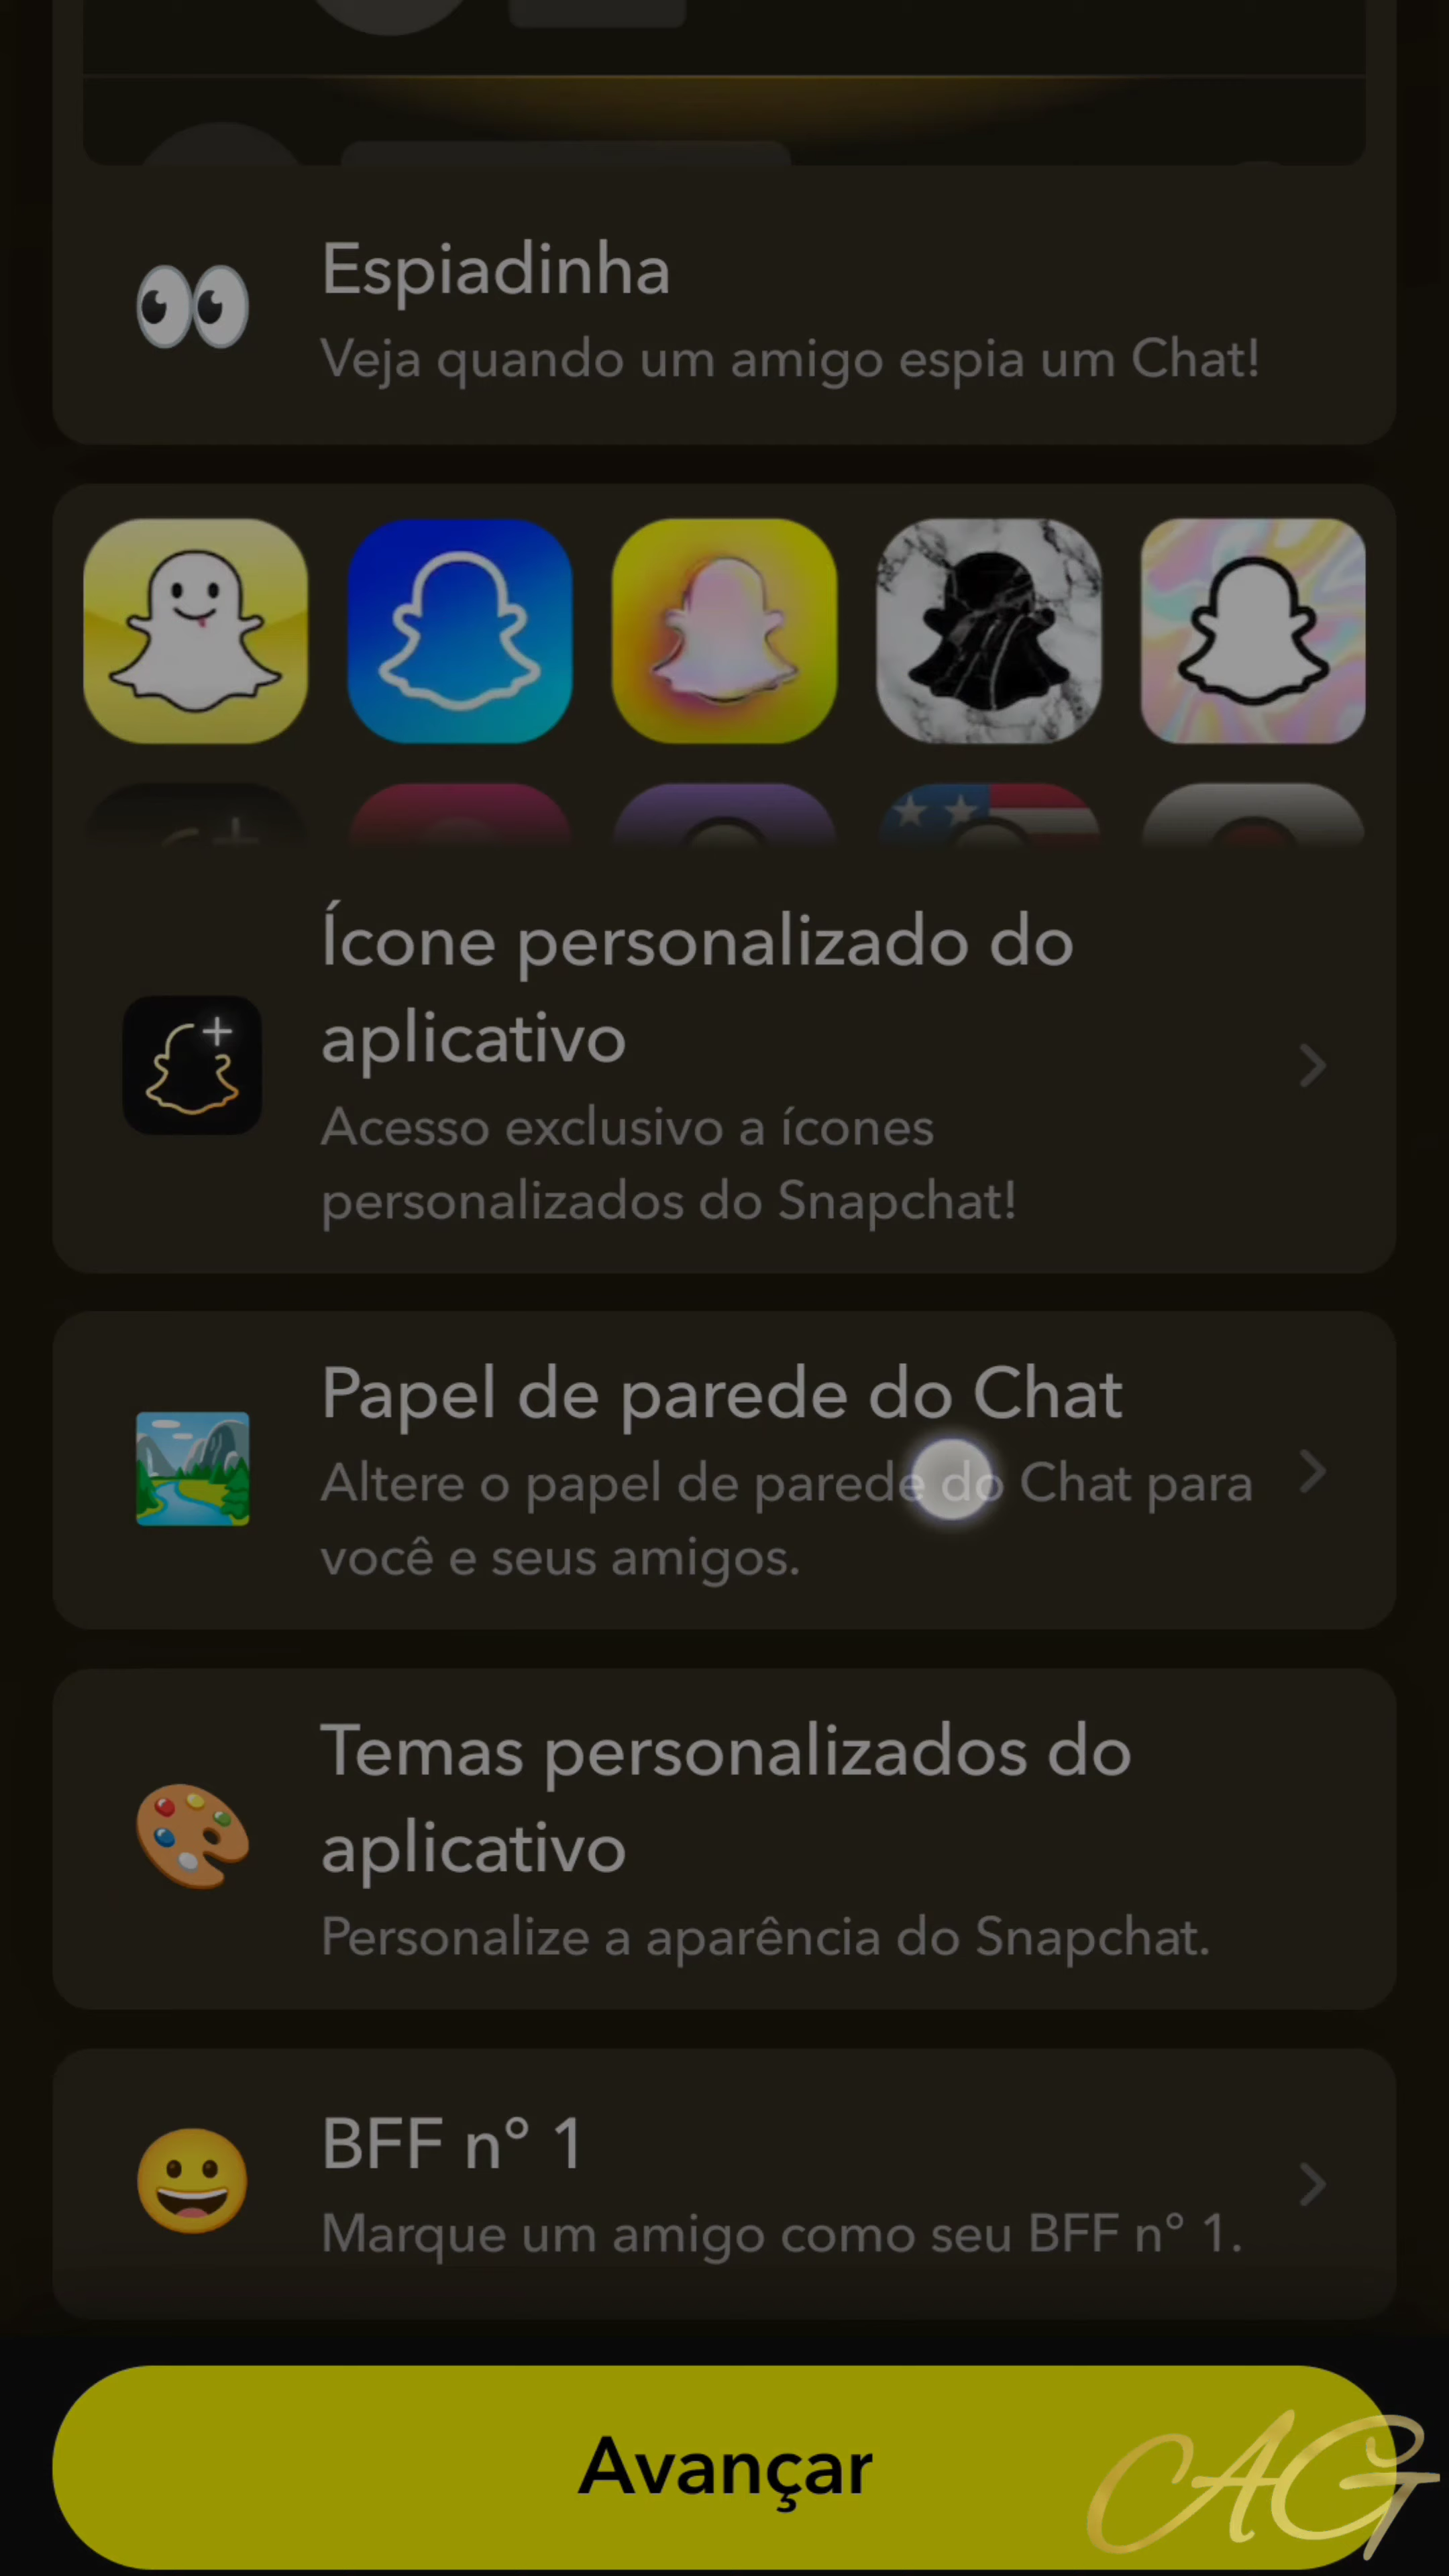 Espiadinha
Veja quando um amigo espia um Chat!
Ícone personalizado do
aplicativo
Acesso exclusivo a ícones
personalizados do Snapchat!
Papel de parede do Chat
Altere o papel de parede do Chat para
você e seus amigos.
Temas personalizados do
aplicativo
Personalize a aparência do Snapchat.
BFF n° 1
Marque um amigo como seu BFF n° 1.
Avançar
CAG